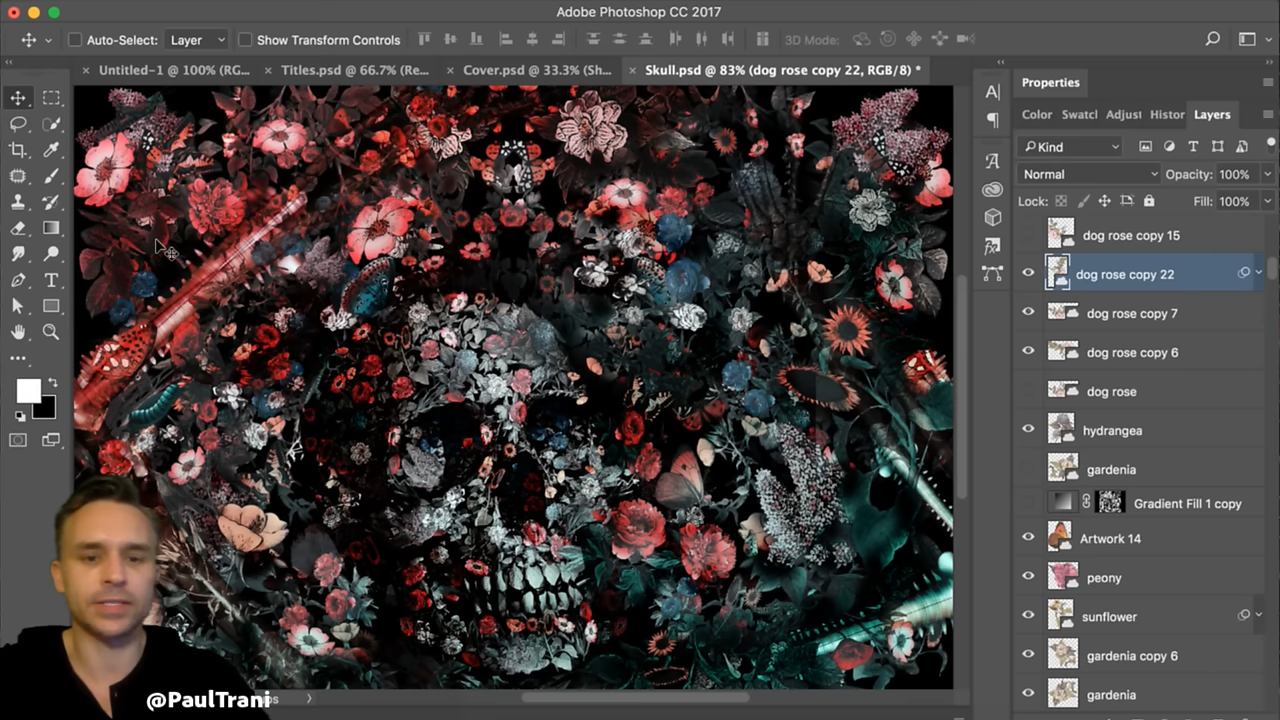 Adobe Photoshop CC 2017
Auto-Select: Layer Show Transform Controls 3D Mode:
Untitled-1 @ 100% (RG... Titles.psd @ 66.7% (Re... Cover.psd @ 33.3% (Sh... Skull.psd @ 83% (dog rose copy 22, RGB/8) *
Properties
Color Swatcl Adjus Histor Layers
Kind
Normal Opacity: 100%
Lock: Fill: 100%
dog rose copy 15
dog rose copy 22
dog rose copy 7
dog rose copy 6
dog rose
hydrangea
gardenia
Gradient Fill 1 copy
Artwork 14
peony
sunflower
gardenia copy 6
gardenia
@PaulTrani